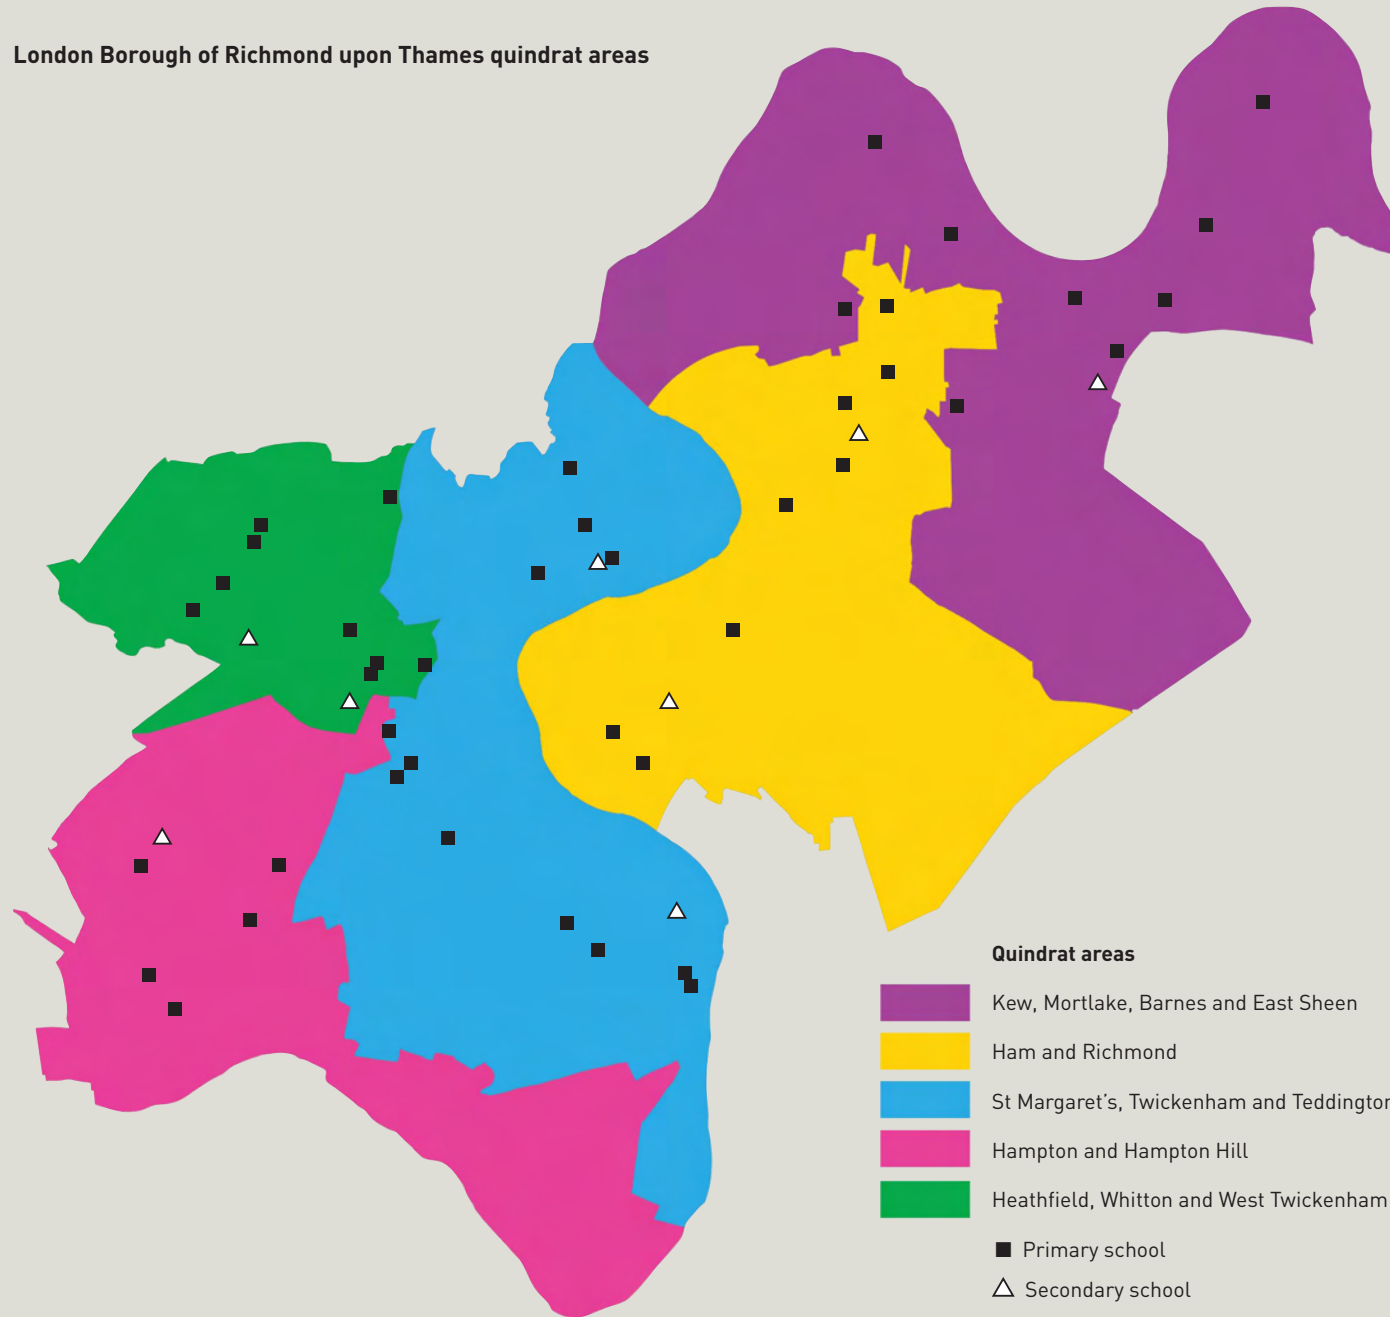 London Borough of Richmond upon Thames quindrat areas
Quindrat areas
Kew, Mortlake, Barnes and East Sheen
Ham and Richmond
St Margaret’s, Twickenham and Teddington
Hampton and Hampton Hill
Heathfield, Whitton and West Twickenham
Primary school
Secondary school